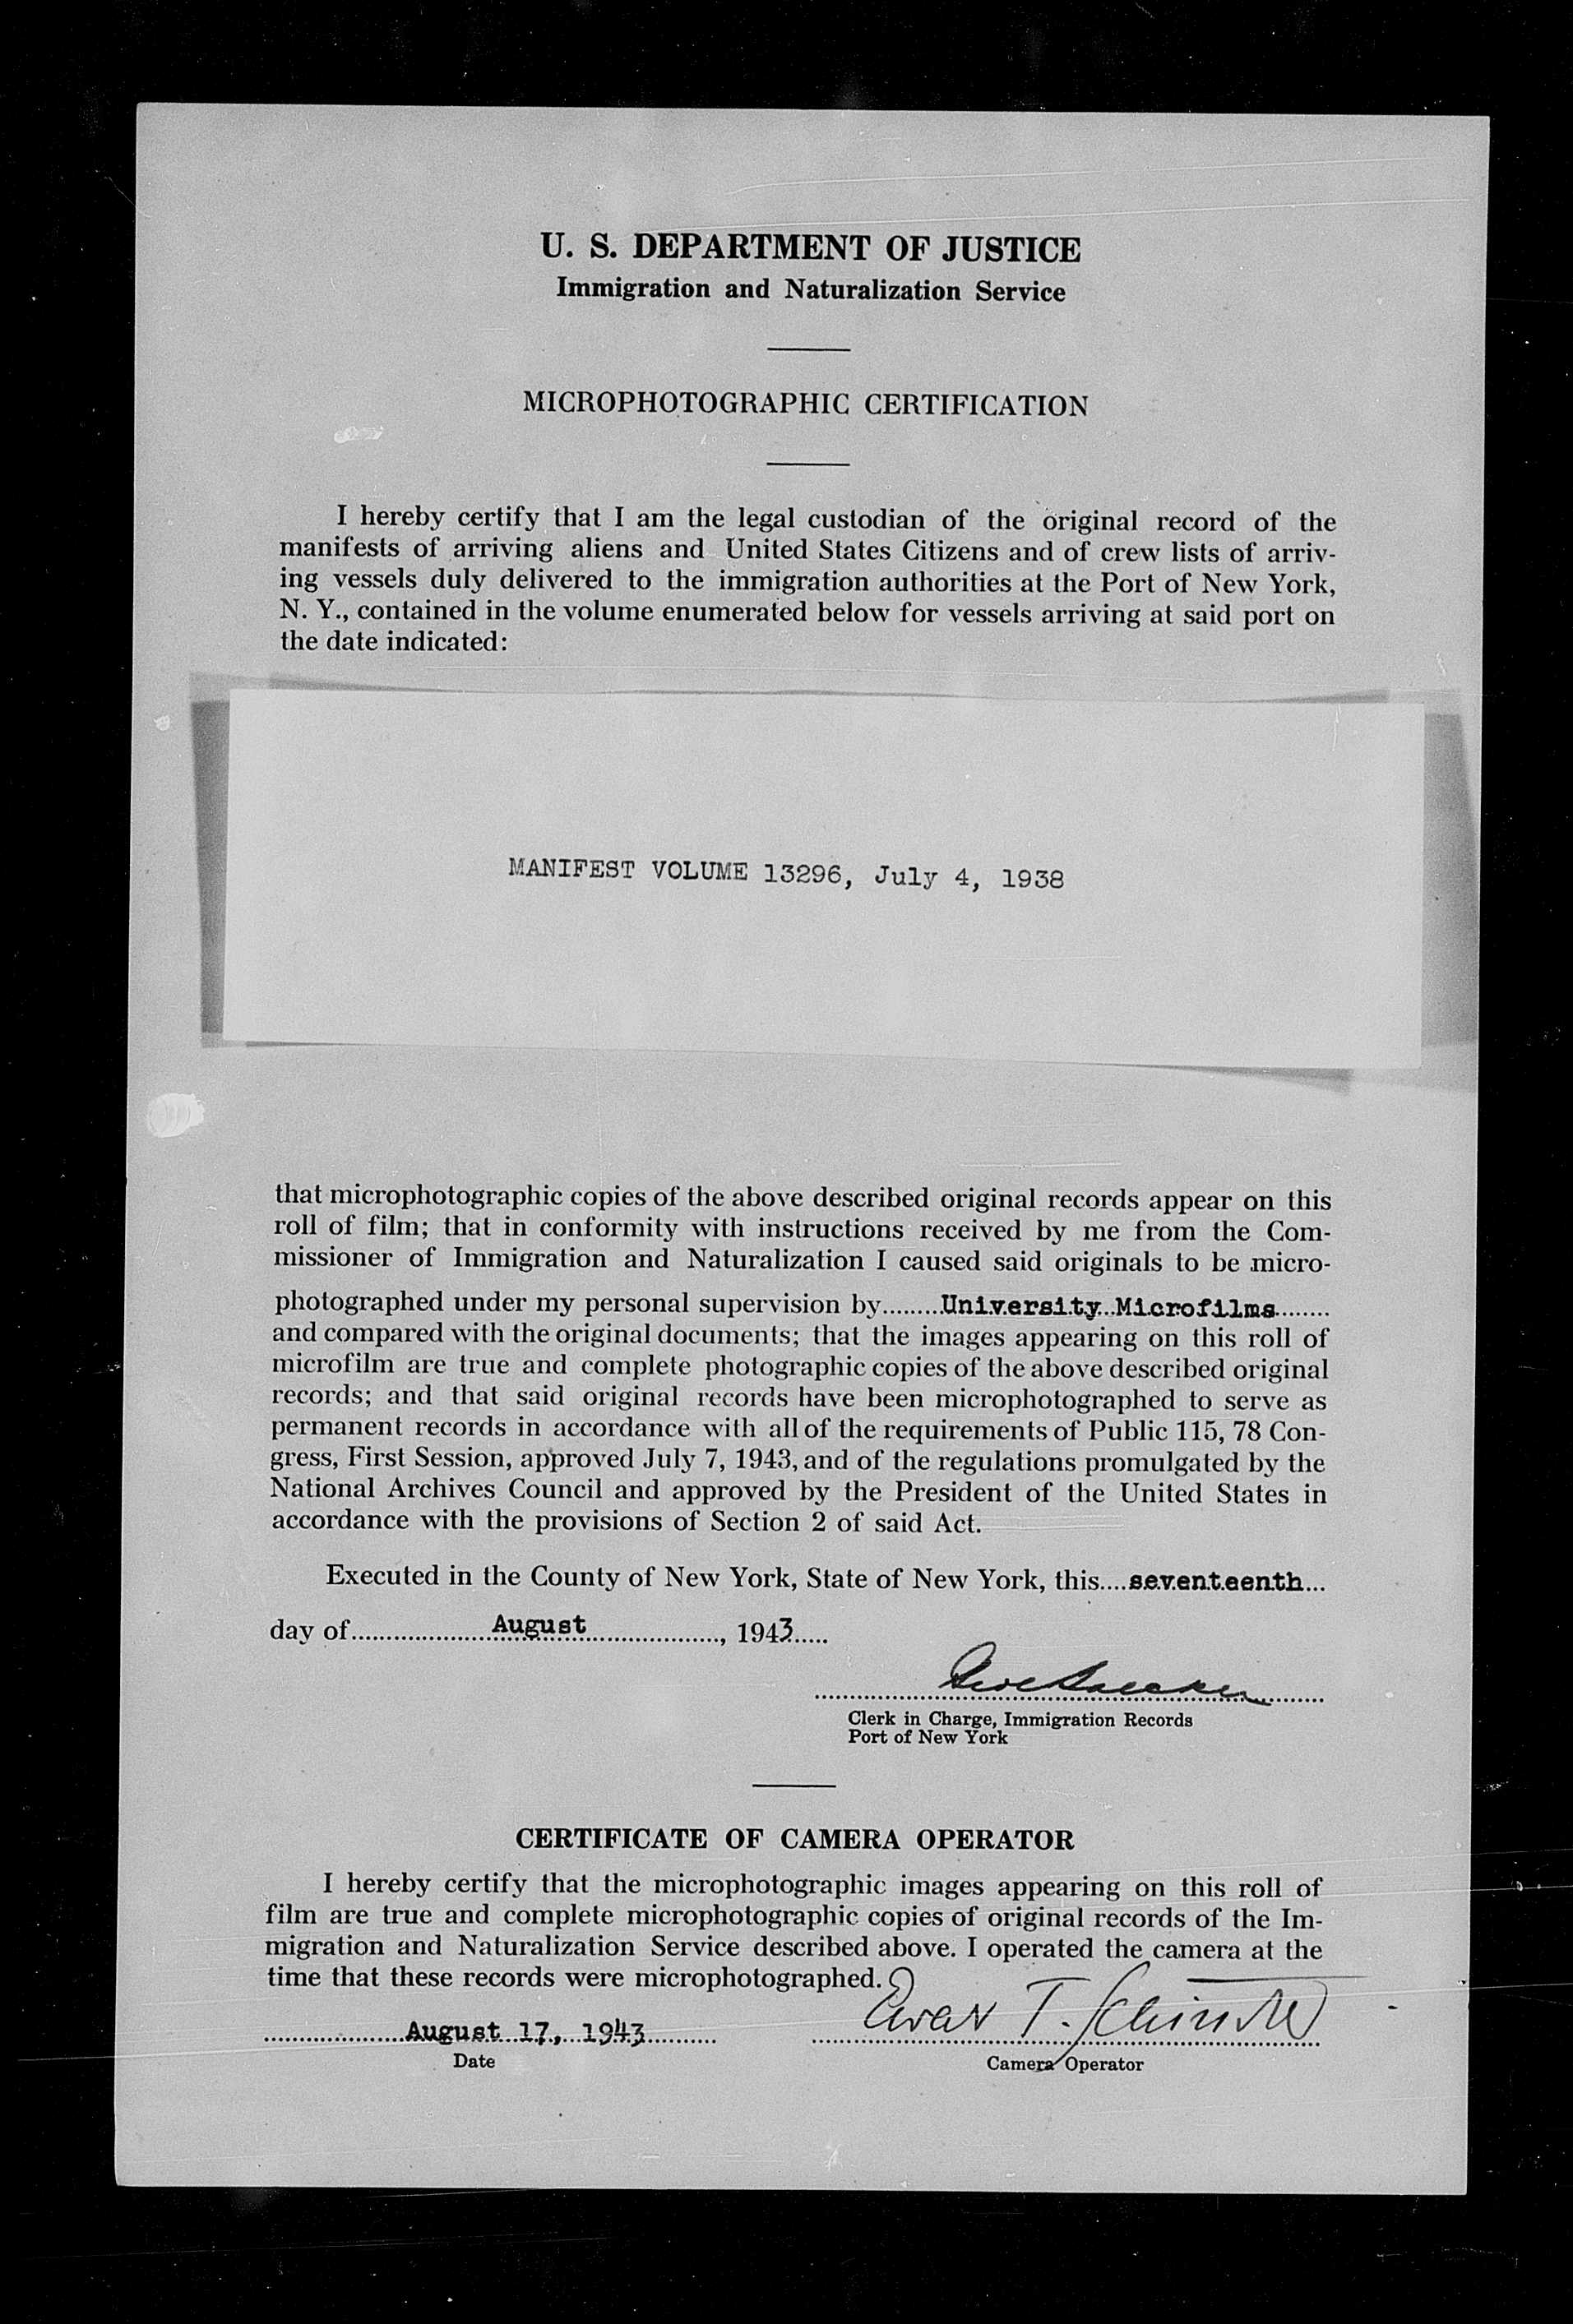 U. S. DEPARTMENT OF JUSTICE
Immigration and Naturalization Service
MICROPHOTOGRAPHIC CERTIFICATION
I hereby certify that I am the legal custodian of the original record of the
manifests of arriving aliens and United States Citizens and of crew lists of arriv-
ing vessels duly delivered to the immigration authorities at the Port of New York,
N. Y., contained in the volume enumerated below for vessels arriving at said port on
the date indicated:
MANIFEST VOLUME 13296, July 4, 1938
that microphotographic copies of the above described original records appear on this
roll of film; that in conformity with instructions received by me from the Com-
missioner of Immigration and Naturalization I caused said originals to be micro-
photographed under my personal supervision by........University Microfilms........
and compared with the original documents; that the images appearing on this roll of
microfilm are true and complete photographic copies of the above described original
records; and that said original records have been microphotographed to serve as
permanent records in accordance with all of the requirements of Public 115, 78 Con-
gress, First Session, approved July 7, 1943, and of the regulations promulgated by the
National Archives Council and approved by the President of the United States in
accordance with the provisions of Section 2 of said Act.
Executed in the County of New York, State of New York, this....seventeenth...
day of....................August...................., 1943.....
Clerk in Charge, Immigration Records
Port of New York
CERTIFICATE OF CAMERA OPERATOR
I hereby certify that the microphotographic images appearing on this roll of
film are true and complete microphotographic copies of original records of the Im-
migration and Naturalization Service described above. I operated the camera at the
time that these records were microphotographed.
T.
August 17, 1943
Date
Camera Operator